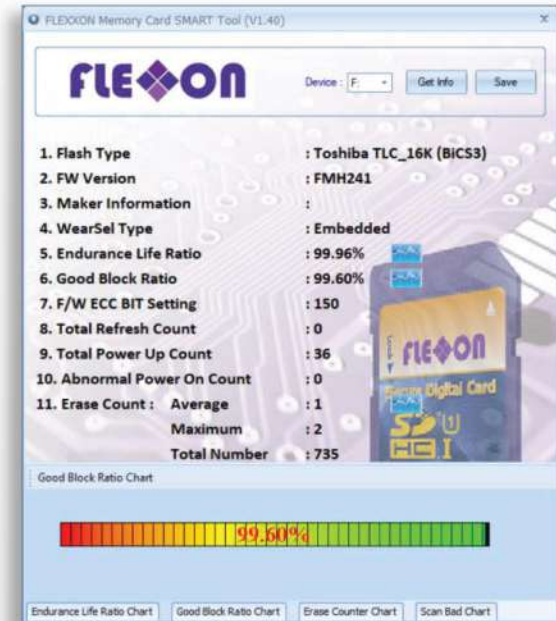 FLEXXON Memory Card SMART Tool (V1.40)
FLEXON
Device : F: Get Info Save
1. Flash Type : Toshiba TLC_16K (BiCS3)
2. FW Version : FMH241
3. Maker Information :
4. WearSel Type : Embedded
5. Endurance Life Ratio : 99.96%
6. Good Block Ratio : 99.60%
7. F/W ECC BIT Setting : 150
8. Total Refresh Count : 0
9. Total Power Up Count : 36
10. Abnormal Power On Count : 0
11. Erase Count : Average : 1
Maximum : 2
Total Number : 735
Lock
FLEXON
Secure Digital Card
SD HC I U1
Good Block Ratio Chart
99.60%
Endurance Life Ratio Chart Good Block Ratio Chart Erase Counter Chart Scan Bad Chart